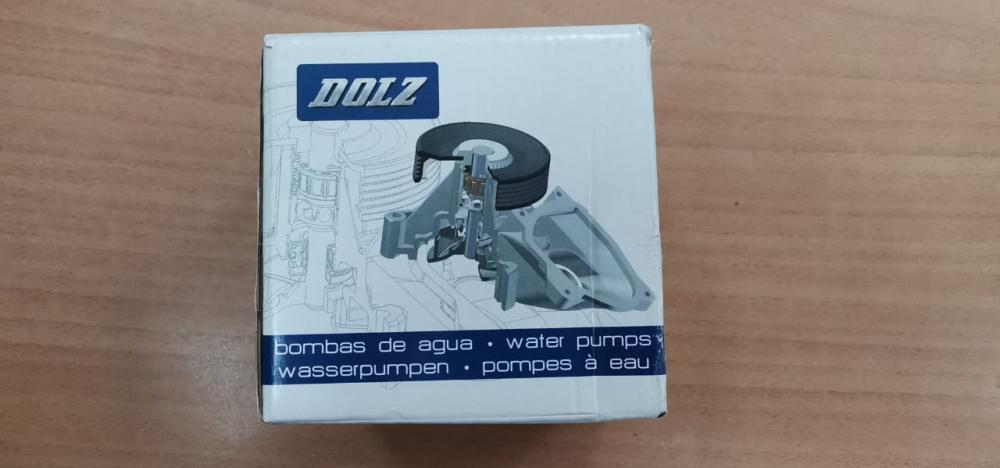 DOLZ
bombas de agua • water pumps
wasserpumpen • pompes à eau